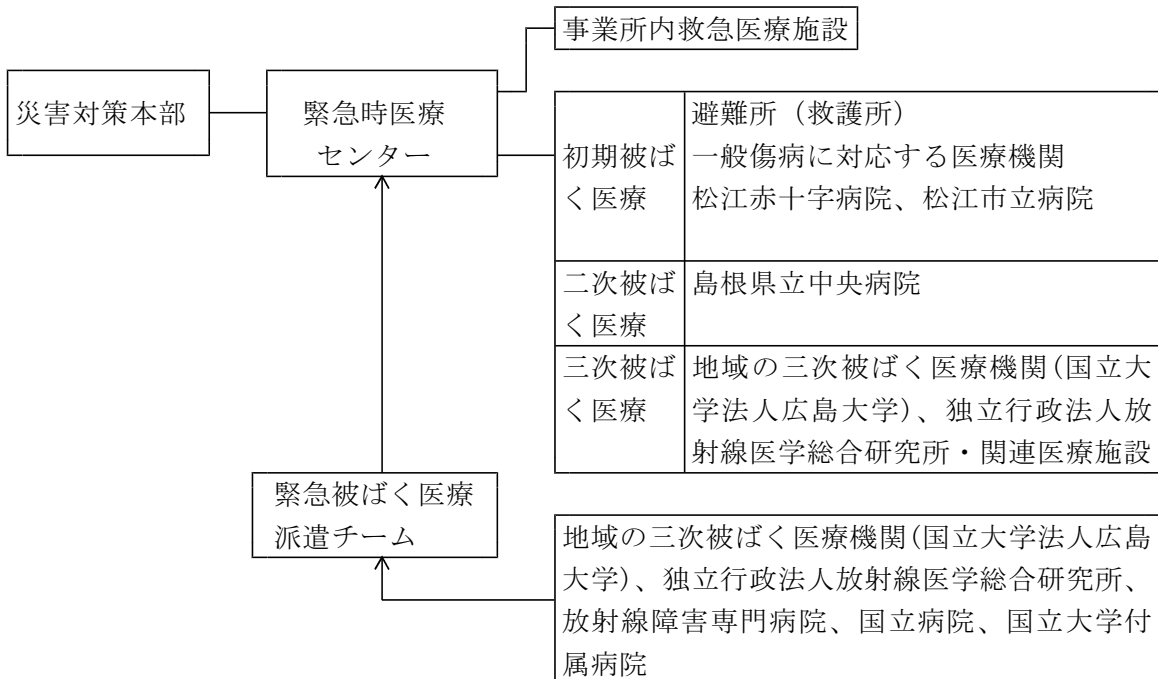 事業所内救急医療施設
災害対策本部
緊急時医療
センター
初期被ば
く医療
避難所（救護所）
一般傷病に対応する医療機関
松江赤十字病院、松江市立病院
二次被ば
く医療
島根県立中央病院
三次被ば
く医療
地域の三次被ばく医療機関(国立大
学法人広島大学)、独立行政法人放
射線医学総合研究所・関連医療施設
緊急被ばく医療
派遣チーム
地域の三次被ばく医療機関(国立大学法人広島
大学)、独立行政法人放射線医学総合研究所、
放射線障害専門病院、国立病院、国立大学付
属病院